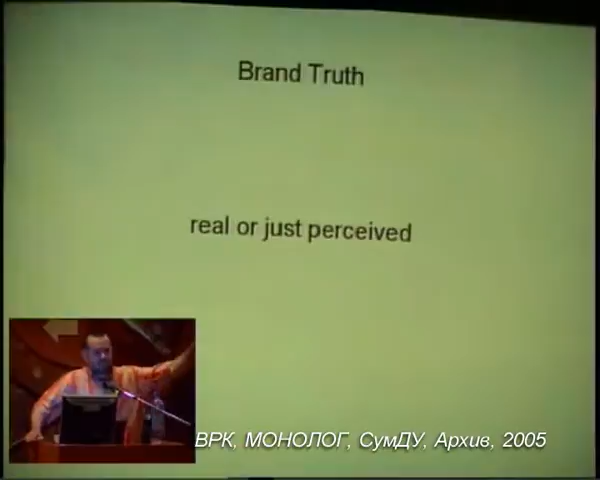 Brand Truth
real or just perceived
ВРК, МОНОЛОГ, СумДУ, Архив, 2005